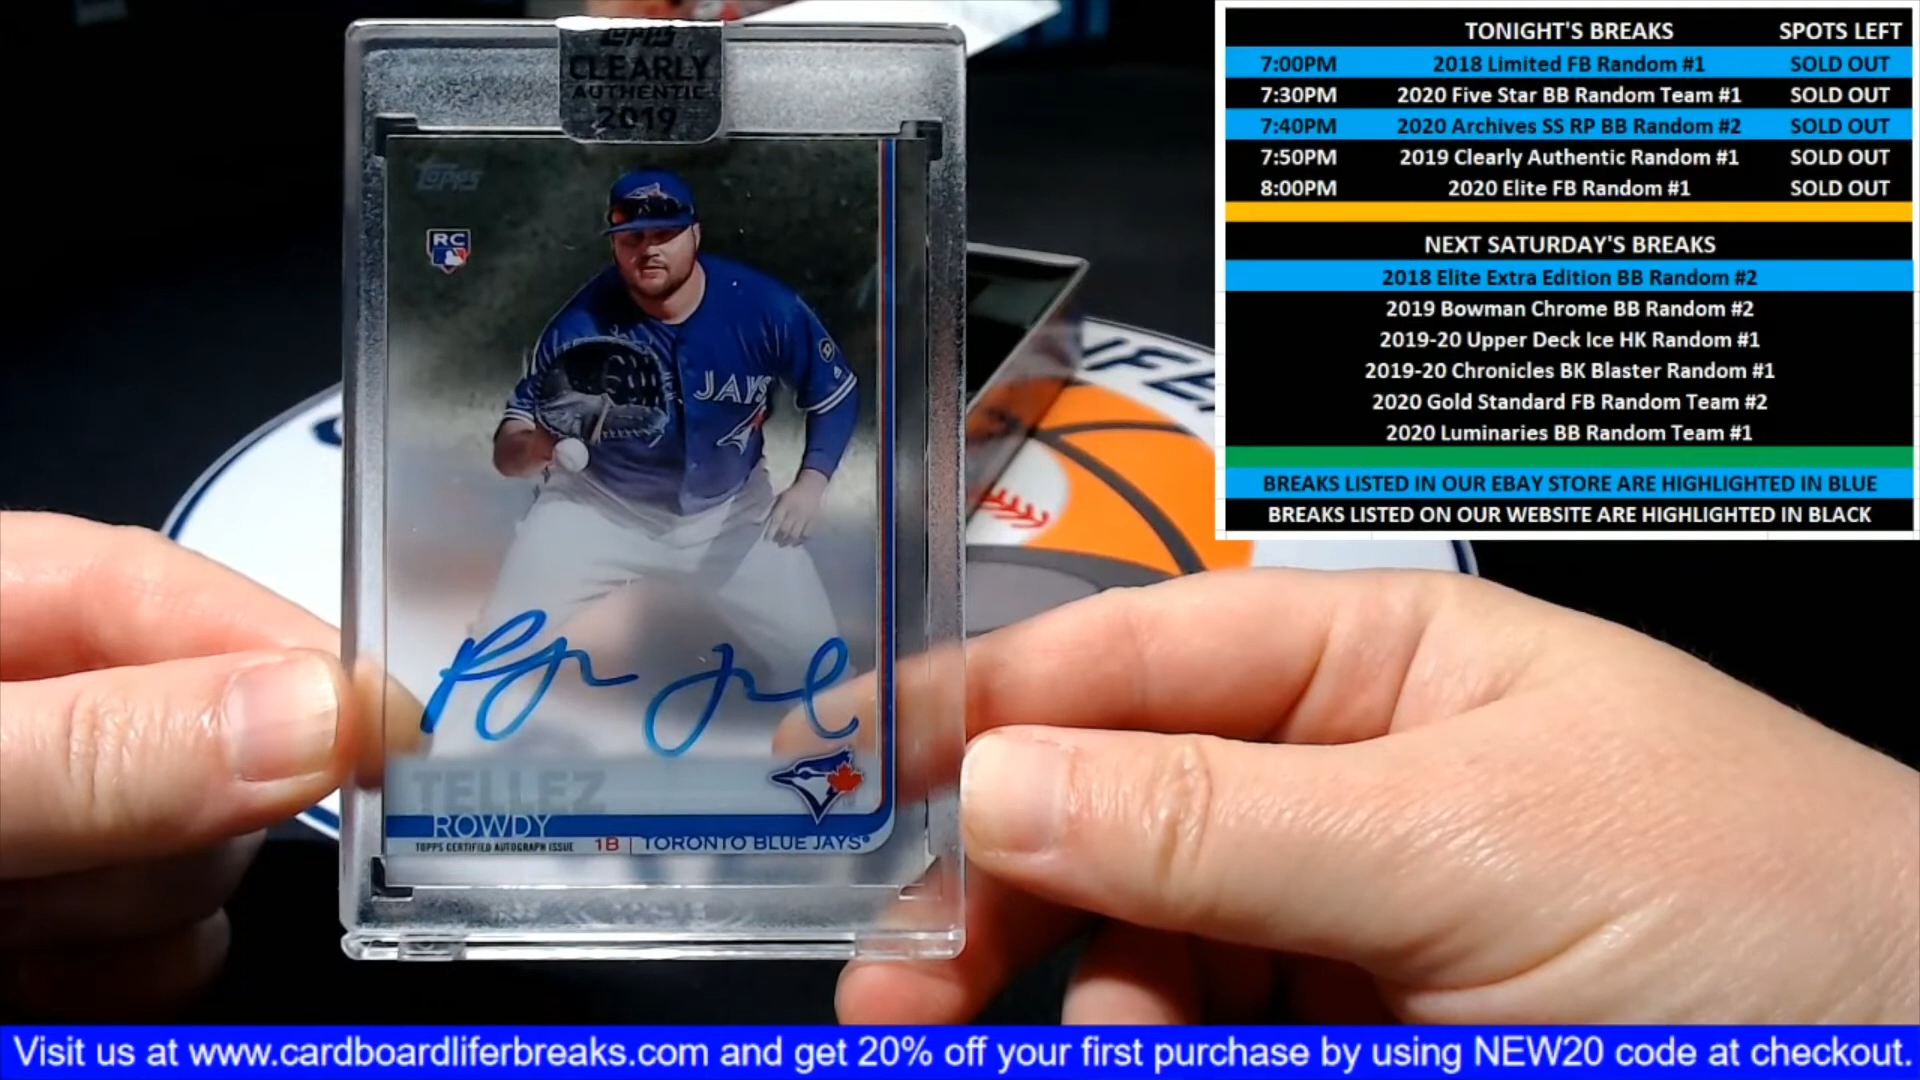 TOPPS
CLEARLY
AUTHENTIC
2019
Topps
RC
JAYS
TELLEZ
ROWDY
TOPPS CERTIFIED AUTOGRAPH ISSUE 1B | TORONTO BLUE JAYS®
TONIGHT'S BREAKS SPOTS LEFT
7:00PM 2018 Limited FB Random #1 SOLD OUT
7:30PM 2020 Five Star BB Random Team #1 SOLD OUT
7:40PM 2020 Archives SS RP BB Random #2 SOLD OUT
7:50PM 2019 Clearly Authentic Random #1 SOLD OUT
8:00PM 2020 Elite FB Random #1 SOLD OUT
NEXT SATURDAY'S BREAKS
2018 Elite Extra Edition BB Random #2
2019 Bowman Chrome BB Random #2
2019-20 Upper Deck Ice HK Random #1
2019-20 Chronicles BK Blaster Random #1
2020 Gold Standard FB Random Team #2
2020 Luminaries BB Random Team #1
BREAKS LISTED IN OUR EBAY STORE ARE HIGHLIGHTED IN BLUE
BREAKS LISTED ON OUR WEBSITE ARE HIGHLIGHTED IN BLACK
Visit us at www.cardboardliferbreaks.com and get 20% off your first purchase by using NEW20 code at checkout.